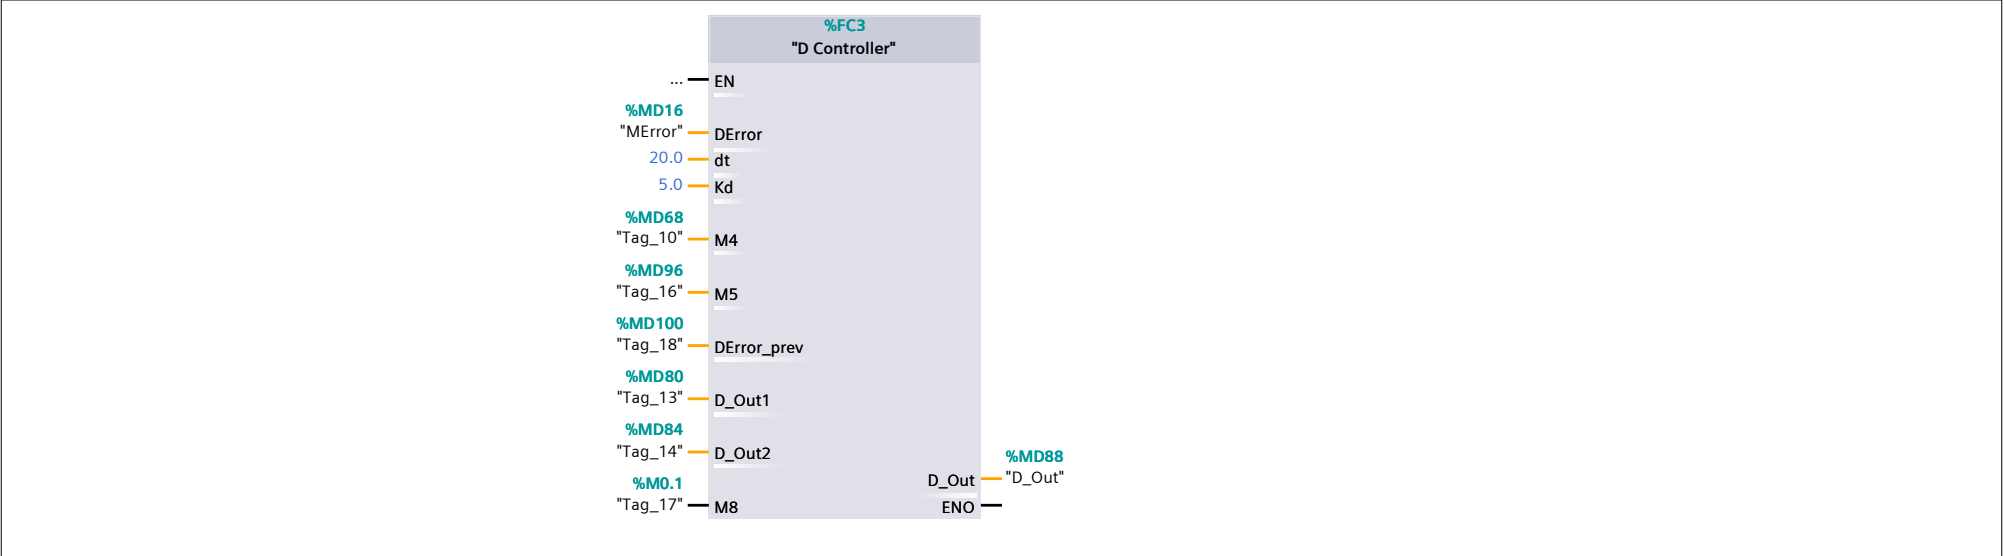 %FC3
"D Controller"
... EN
%MD16
"MError" DError
20.0 dt
5.0 Kd
%MD68
"Tag_10" M4
%MD96
"Tag_16" M5
%MD100
"Tag_18" DError_prev
%MD80
"Tag_13" D_Out1
%MD84
"Tag_14" D_Out2
%MD88
D_Out "D_Out"
%M0.1
"Tag_17" M8 ENO